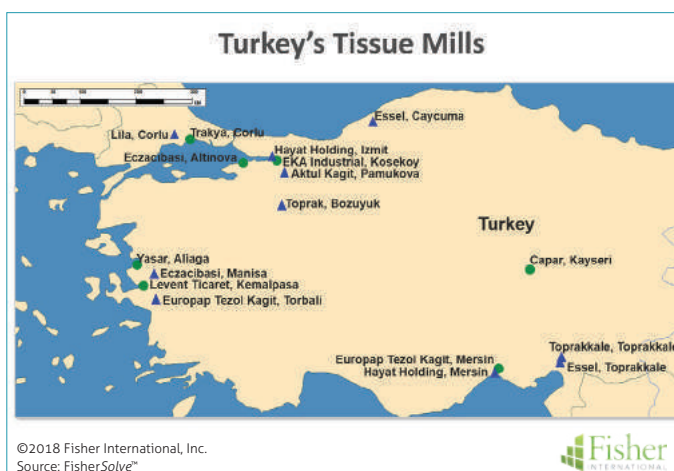 Turkey's Tissue Mills
Essel, Caycuma
Lila, Corlu
Trakya, Corlu
Hayat Holding, Izmit
Eczacibasi, Altinova
EKA Industrial, Kosekoy
Aktul Kagit, Pamukova
Toprak, Bozuyuk
Turkey
Yasar, Aliaga
Capar, Kayseri
Eczacibasi, Manisa
Levent Ticaret, Kemalpasa
Europap Tezol Kagit, Torbali
Toprakkale, Toprakkale
Europap Tezol Kagit, Mersin
Essel, Toprakkale
Hayat Holding, Mersin
©2018 Fisher International, Inc.
Source: FisherSolve™
Fisher
INTERNATIONAL